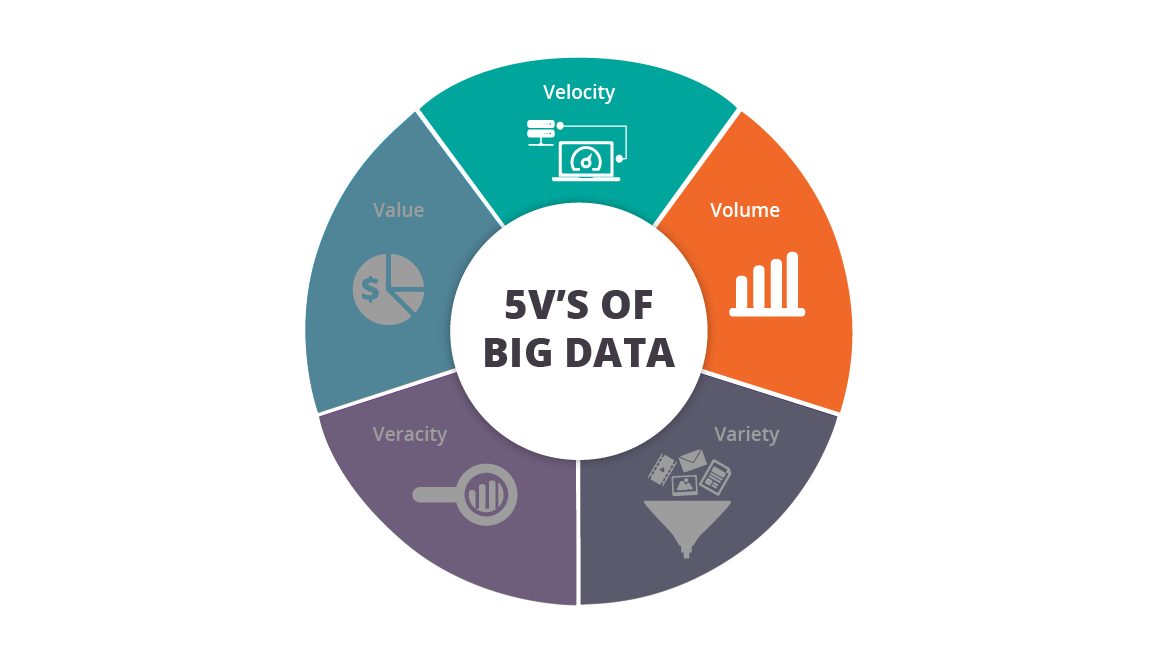 Velocity
Value
Volume
$
5V’S OF
BIG DATA
Veracity
Variety